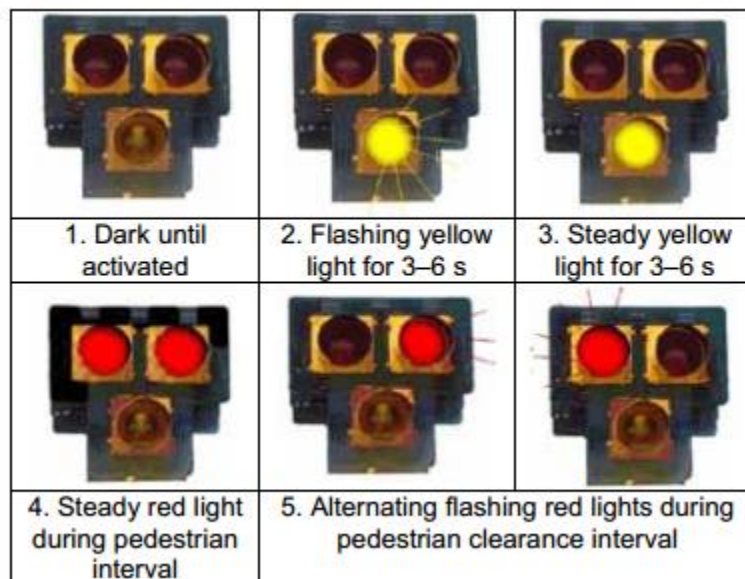 1. Dark until
activated
2. Flashing yellow
light for 3–6 s
3. Steady yellow
light for 3–6 s
4. Steady red light
during pedestrian
interval
5. Alternating flashing red lights during
pedestrian clearance interval